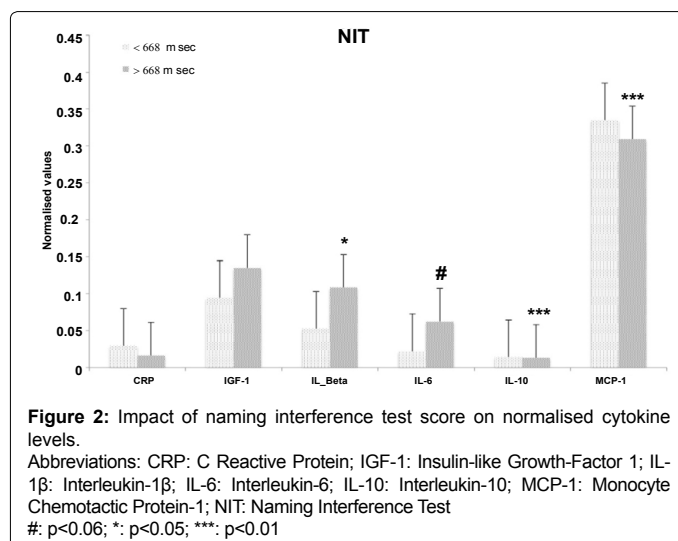 NIT
< 668 m sec
> 668 m sec
Normalised values
0.45
0.4
0.35
0.3
0.25
0.2
0.15
0.1
0.05
0
*
#
***
***
CRP
IGF-1
IL_Beta
IL-6
IL-10
MCP-1
Figure 2: Impact of naming interference test score on normalised cytokine
levels.
Abbreviations: CRP: C Reactive Protein; IGF-1: Insulin-like Growth-Factor 1; IL-
1β: Interleukin-1β; IL-6: Interleukin-6; IL-10: Interleukin-10; MCP-1: Monocyte
Chemotactic Protein-1; NIT: Naming Interference Test
#: p<0.06; *: p<0.05; ***: p<0.01